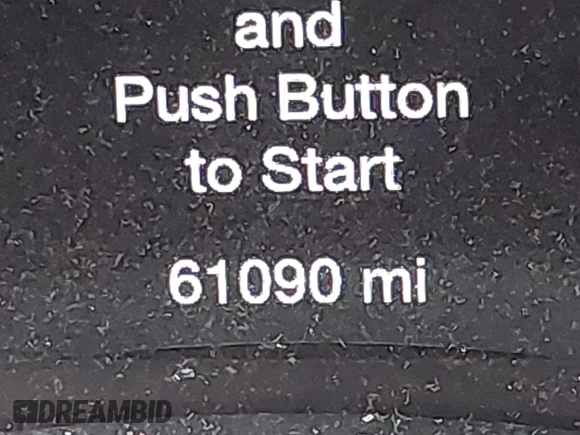 and
Push Button
to Start
61090 mi
DREAMBID